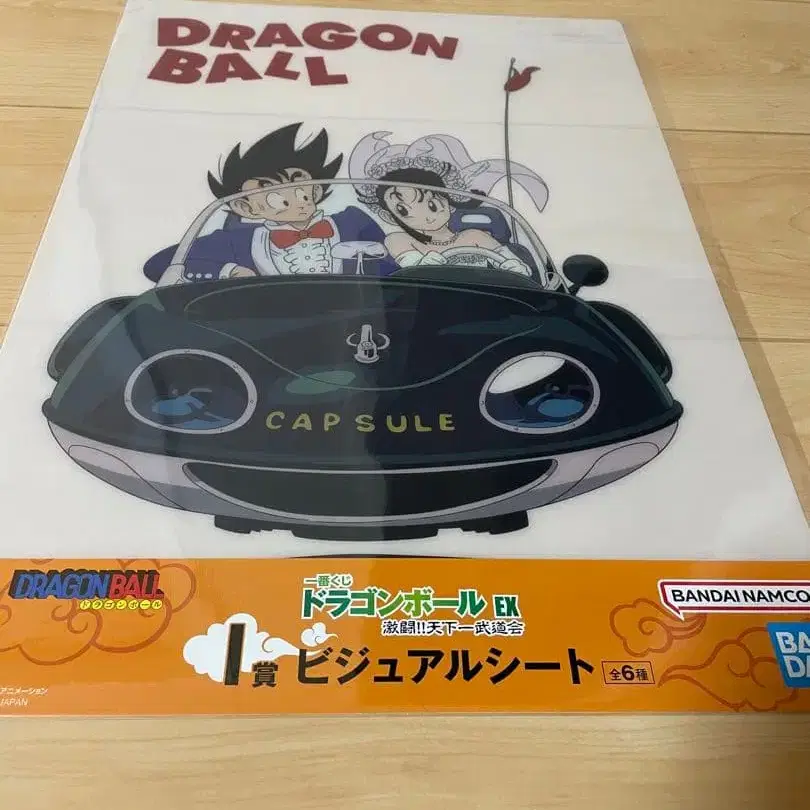 DRAGON
BALL
CAPSULE
DRAGON BALL
ドラゴンボール
一番くじ
ドラゴンボール EX
激闘!!天下一武道会
I賞 ビジュアルシート 全6種
BANDAI NAMCO
BA
DA
アニメーション
JAPAN